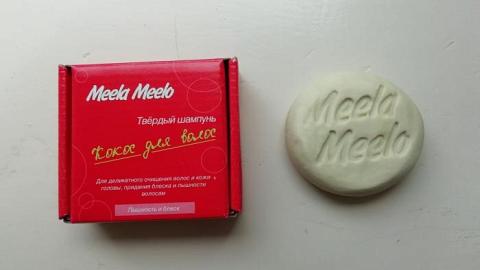 Meela Meelo
Твёрдый шампунь
Кокос для волос
Для деликатного очищения волос и кожи
головы, придания блеска и пышности
волосам
Пышность и блеск
Meela
Meelo